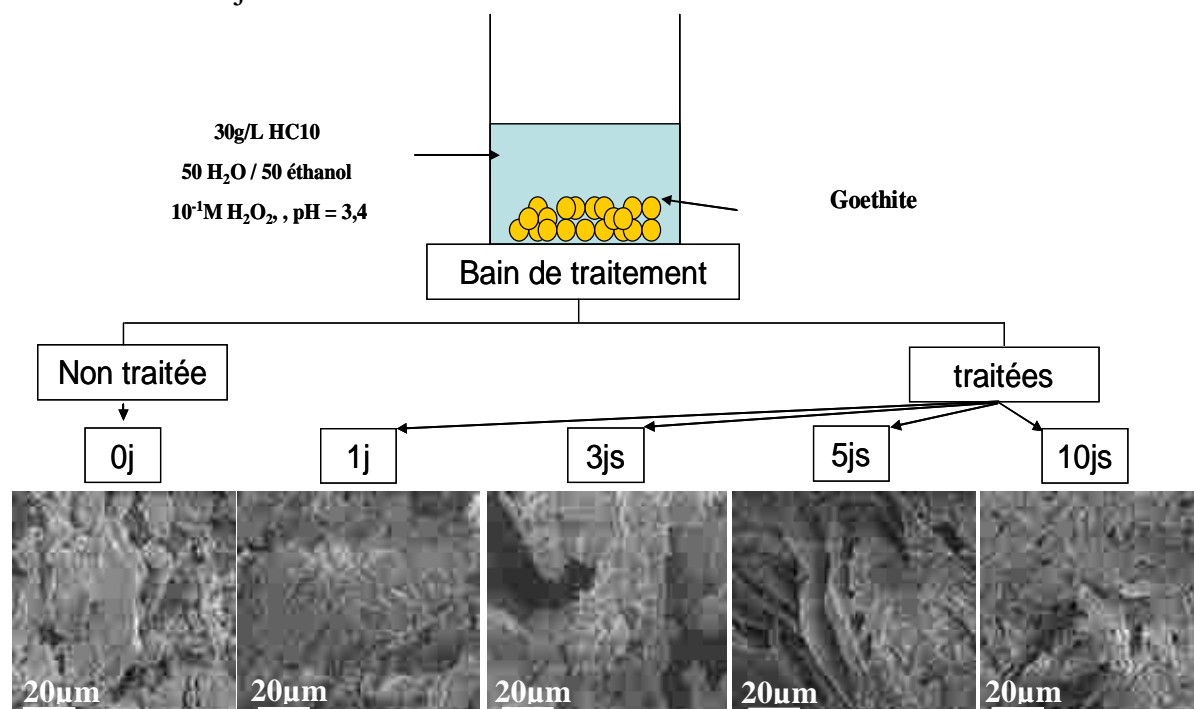 30g/L HC10
50 H₂O / 50 éthanol
10⁻¹M H₂O₂, , pH = 3,4
Goethite
Bain de traitement
Non traitée
traitées
0j
1j
3js
5js
10js
20µm
20µm
20µm
20µm
20µm